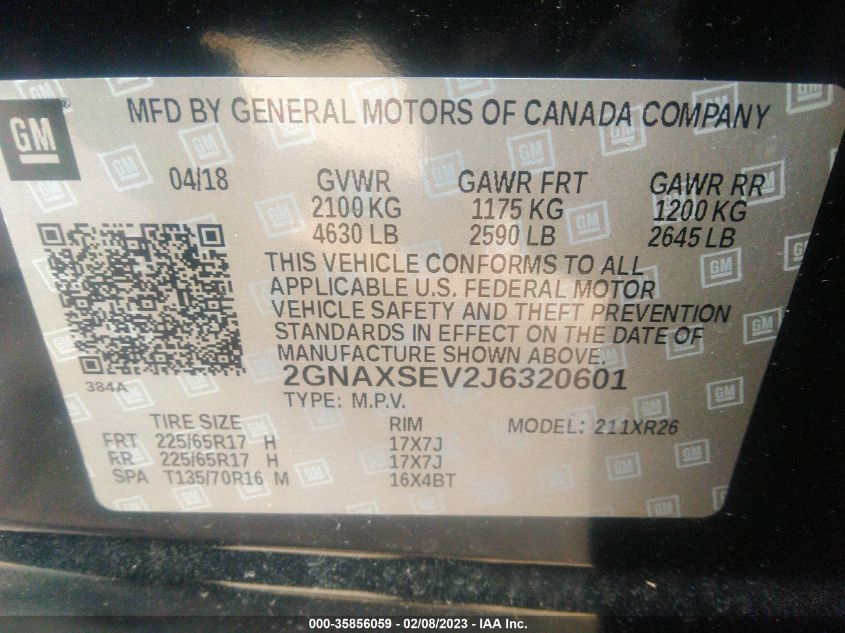 MFD BY GENERAL MOTORS OF CANADA COMPANY
GM
04/18 GVWR GAWR FRT GAWR RR
2100 KG 1175 KG 1200 KG
4630 LB 2590 LB 2645 LB
THIS VEHICLE CONFORMS TO ALL
APPLICABLE U.S. FEDERAL MOTOR
VEHICLE SAFETY AND THEFT PREVENTION
STANDARDS IN EFFECT ON THE DATE OF
MANUFACTURE SHOWN ABOVE.
384A
2GNAXSEV2J6320601
TYPE: M.P.V.
TIRE SIZE RIM MODEL: 211XR26
FRT 225/65R17 H 17X7J
RR 225/65R17 H 17X7J
SPA T135/70R16 M 16X4BT
000-35856059 - 02/08/2023 - IAA Inc.